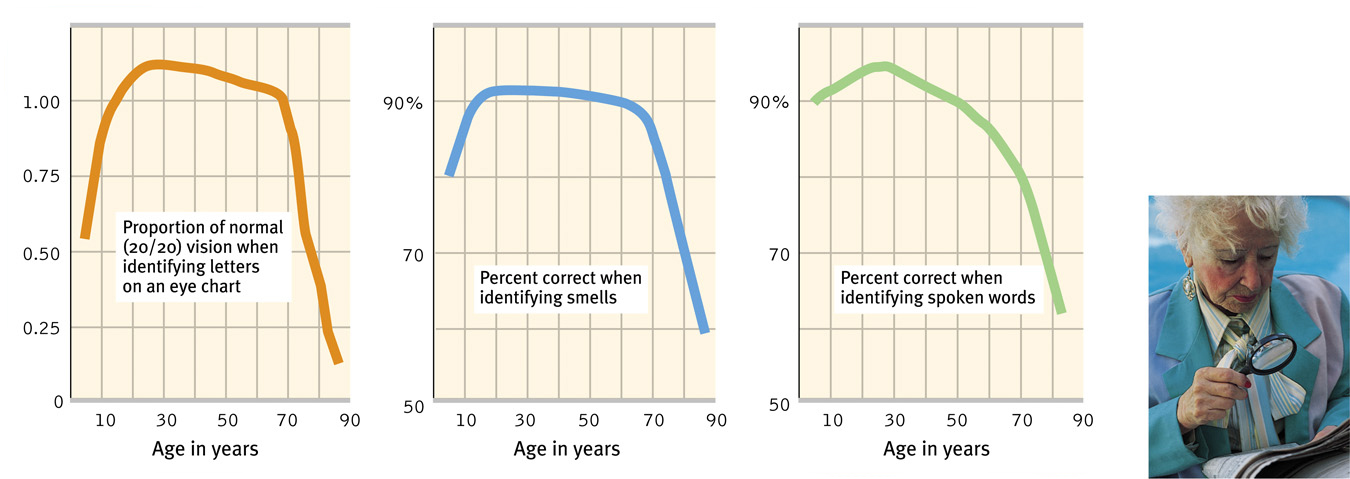 1.00
0.75
0.50
0.25
0
Proportion of normal
(20/20) vision when
identifying letters
on an eye chart
10 30 50 70 90
Age in years
90%
70
50
Percent correct when
identifying smells
10 30 50 70 90
Age in years
90%
70
50
Percent correct when
identifying spoken words
10 30 50 70 90
Age in years